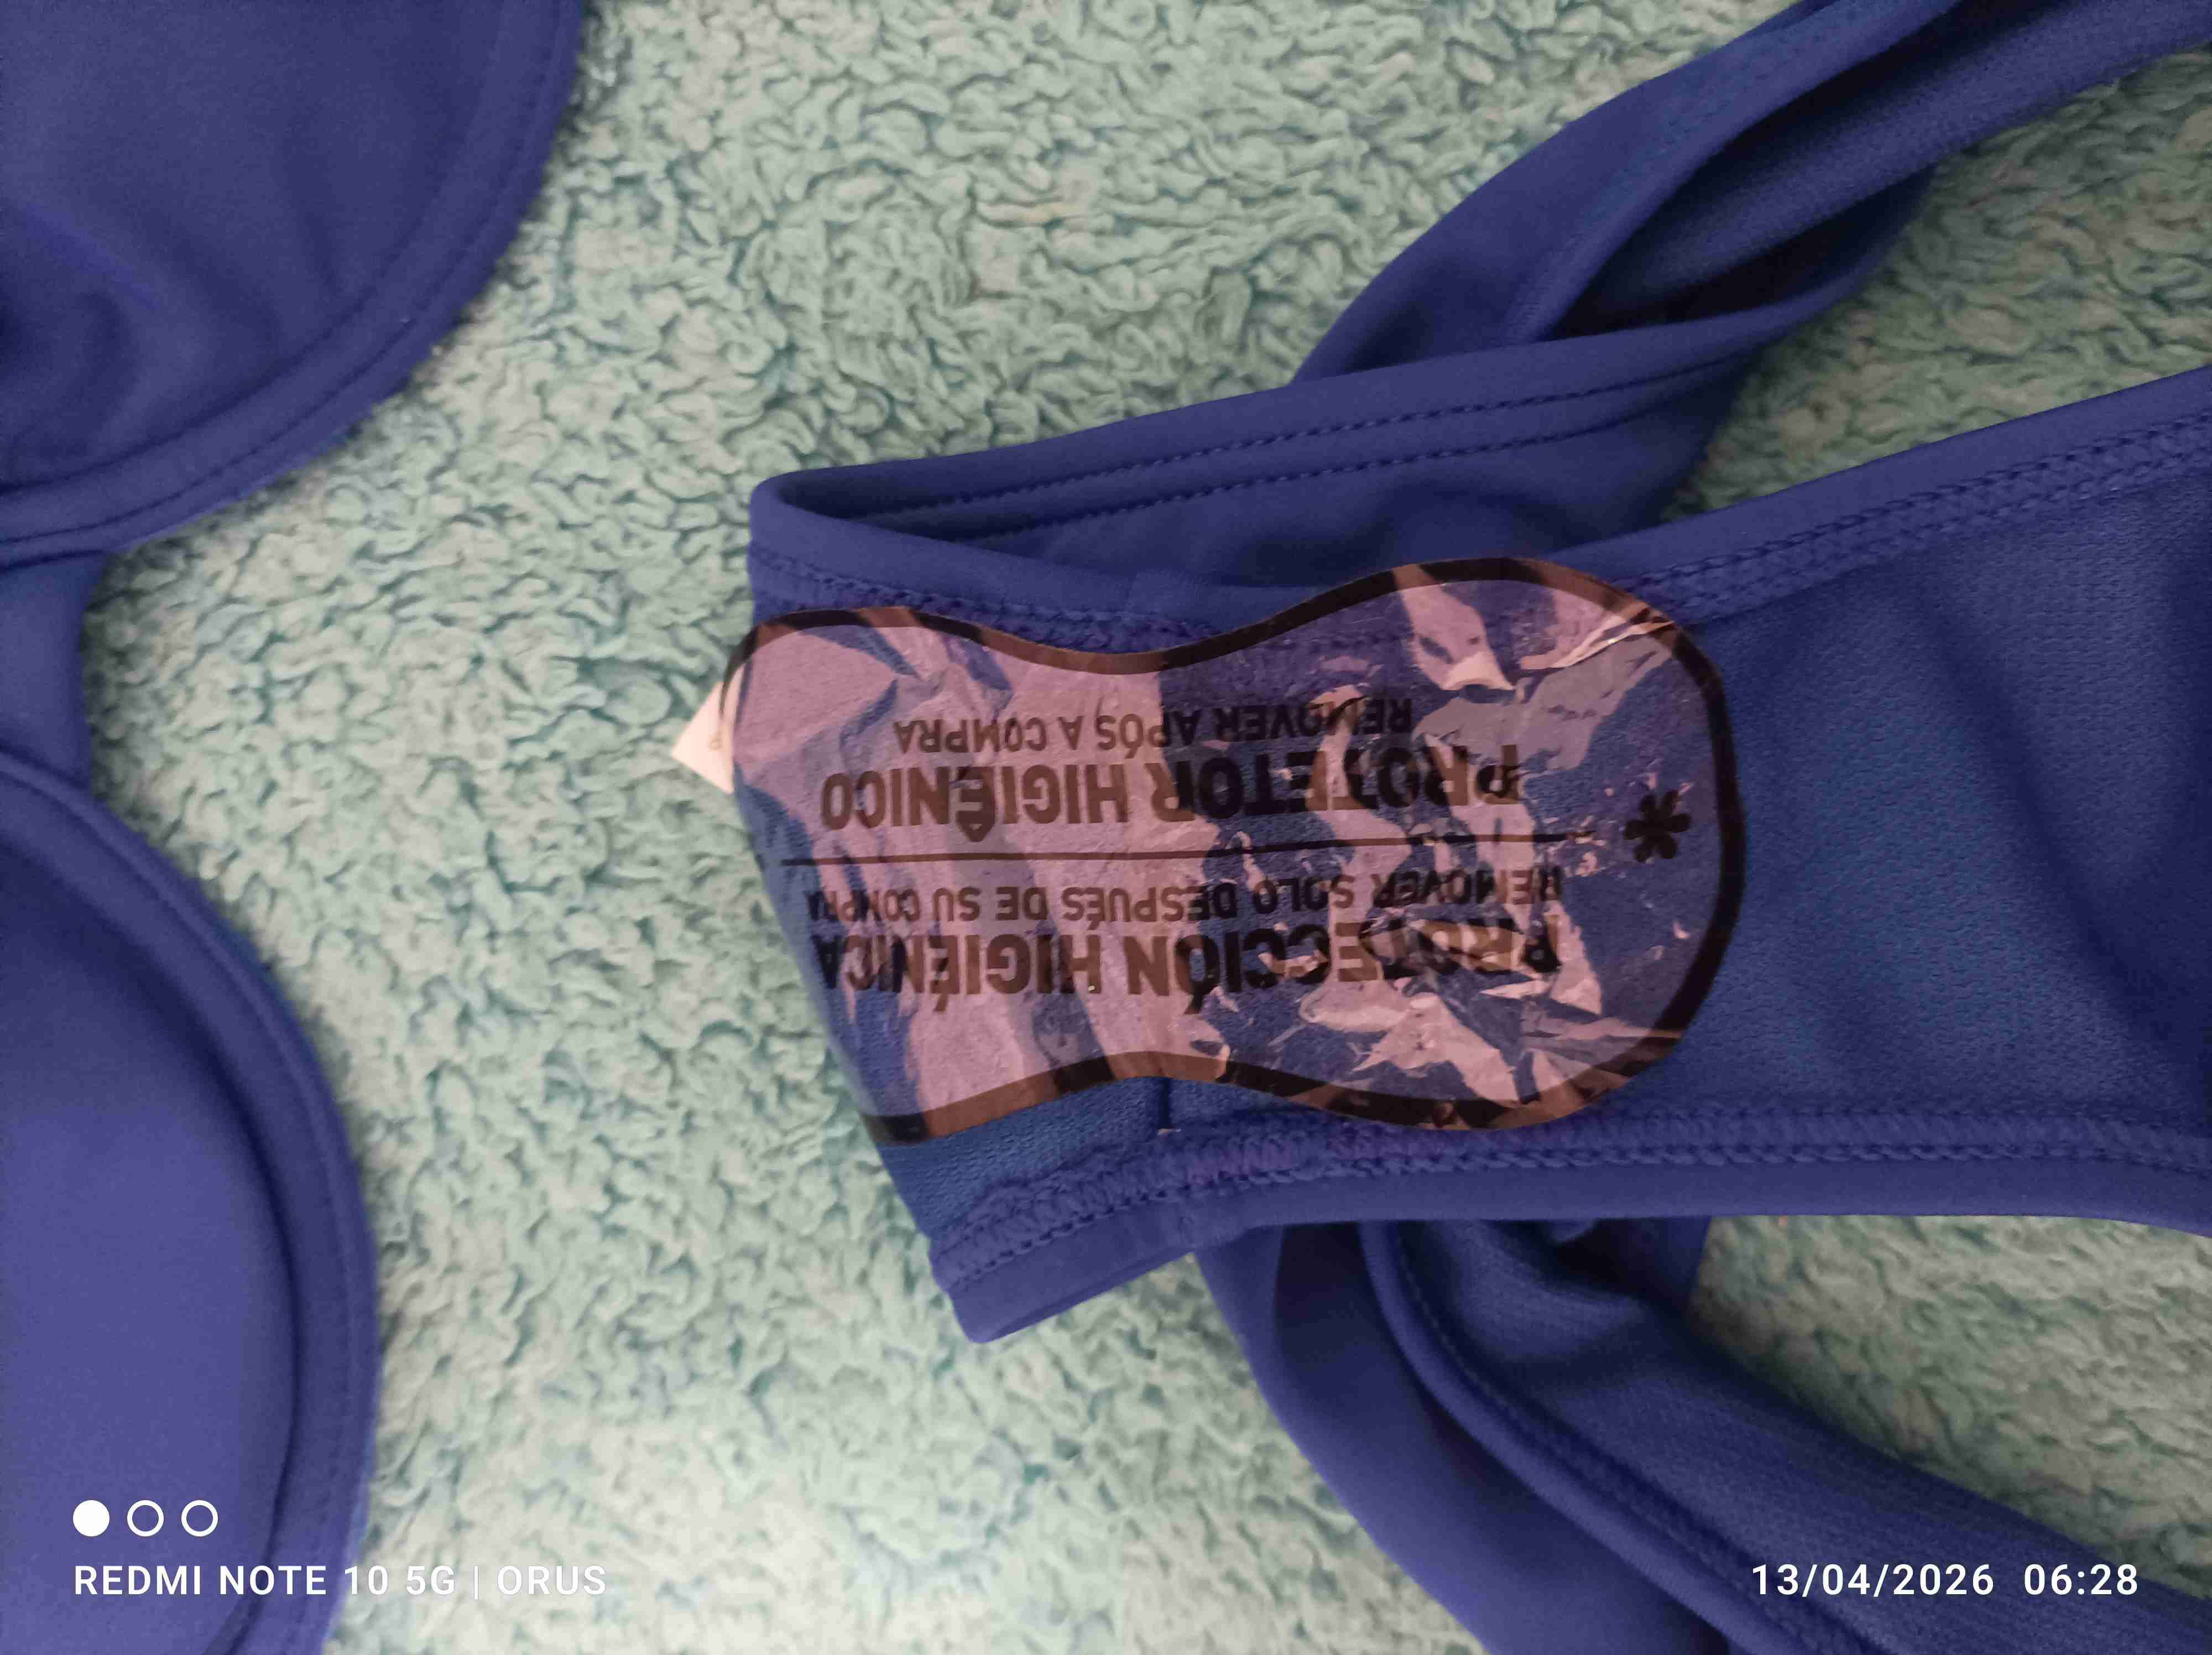 PROTECCIÓN HIGIÉNICA
REMOVER SOLO DESPUÉS DE SU COMPRA
PROTETOR HIGIÊNICO
REMOVER APÓS A COMPRA
REDMI NOTE 10 5G | ORUS
13/04/2026 06:28